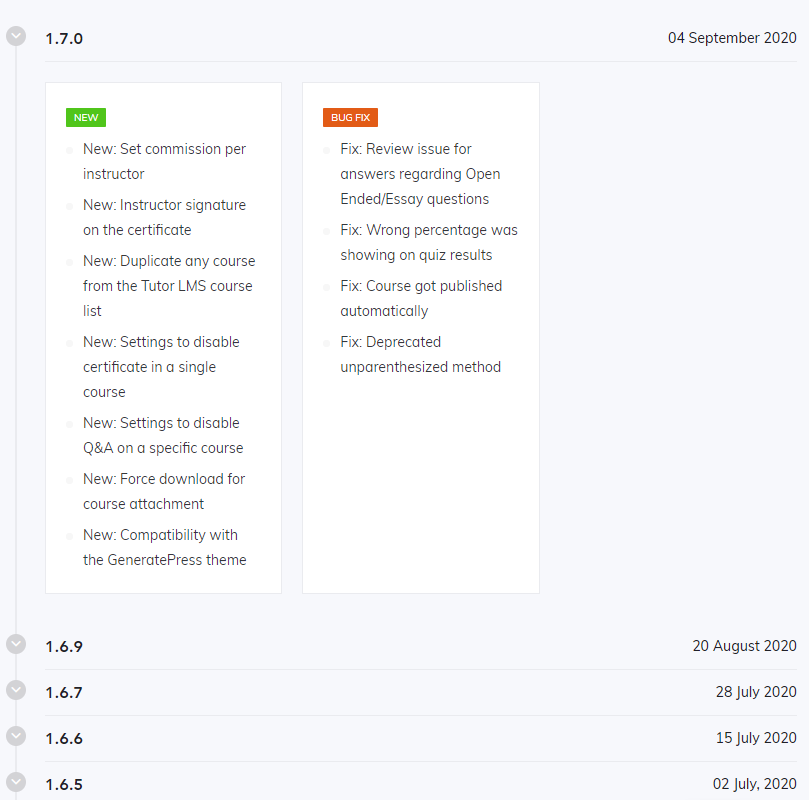 1.7.0
04 September 2020
NEW
New: Set commission per
instructor
New: Instructor signature
on the certificate
New: Duplicate any course
from the Tutor LMS course
list
New: Settings to disable
certificate in a single
course
New: Settings to disable
Q&A on a specific course
New: Force download for
course attachment
New: Compatibility with
the GeneratePress theme
BUG FIX
Fix: Review issue for
answers regarding Open
Ended/Essay questions
Fix: Wrong percentage was
showing on quiz results
Fix: Course got published
automatically
Fix: Deprecated
unparenthesized method
1.6.9
20 August 2020
1.6.7
28 July 2020
1.6.6
15 July 2020
1.6.5
02 July, 2020